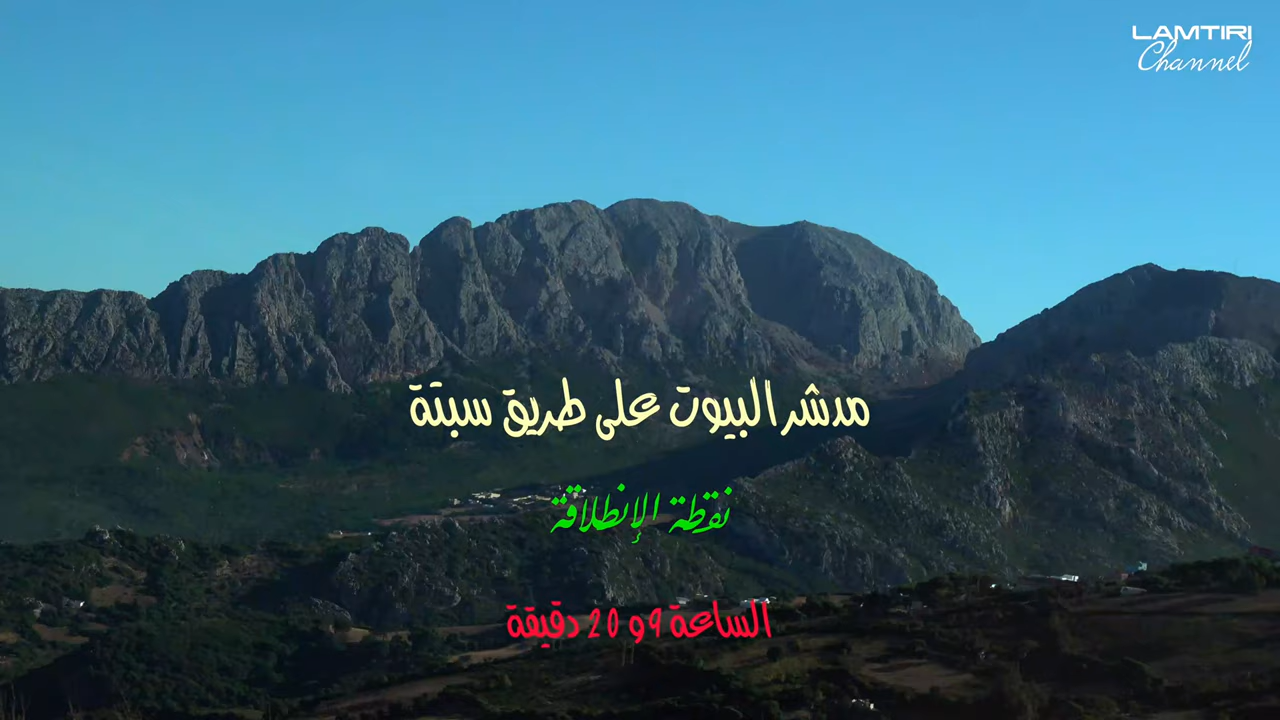 LAMTIRI
Channel
مدشر البيوت على طريق سبتة
نقطة الإنطلاقة
الساعة 9 و 20 دقيقة